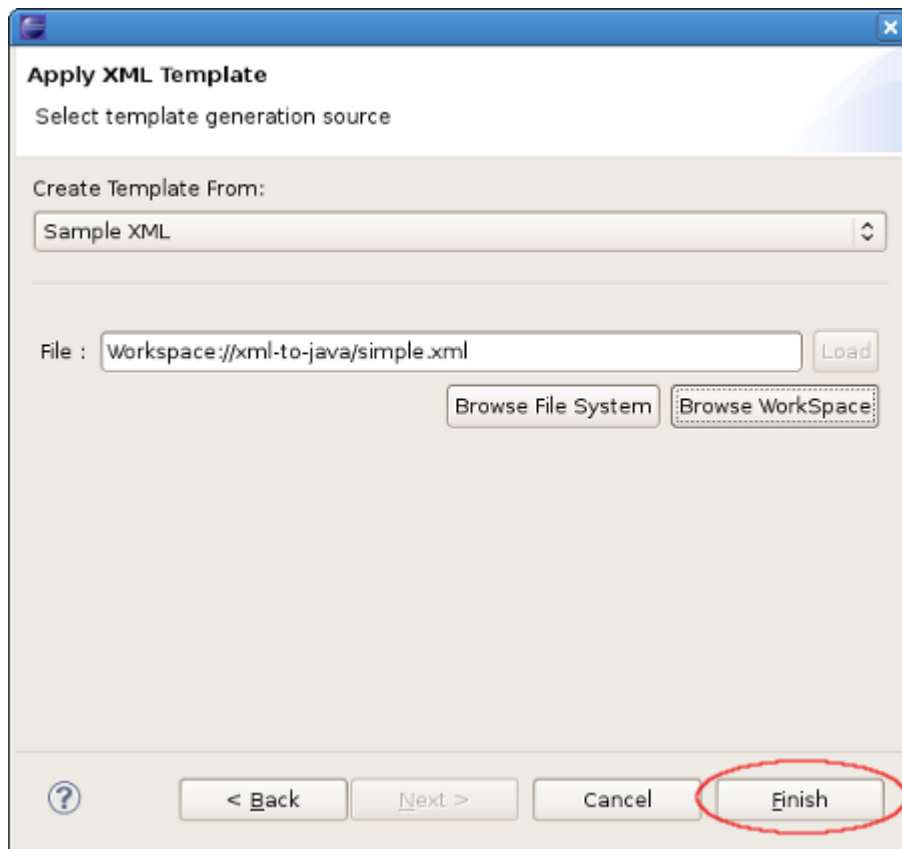 Apply XML Template
Select template generation source
Create Template From:
Sample XML
File : Workspace://xml-to-java/simple.xml Load
Browse File System Browse WorkSpace
? < Back Next > Cancel Finish